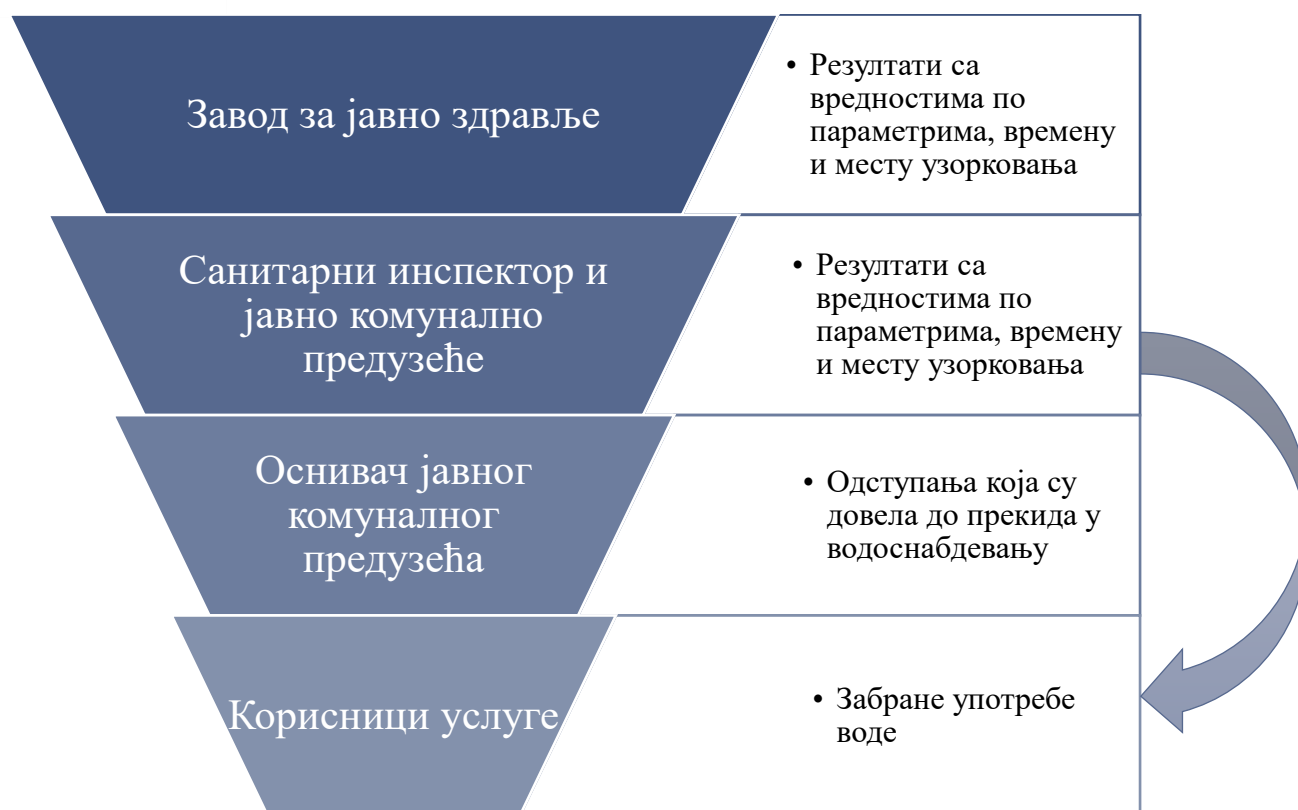 Завод за јавно здравље
• Резултати са
вредностима по
параметрима, времену
и месту узорковања
Санитарни инспектор и
јавно комунално
предузеће
• Резултати са
вредностима по
параметрима, времену
и месту узорковања
Оснивач јавног
комуналног
предузећа
• Одступања која су
довела до прекида у
водоснабдевању
Корисници услуге
• Забране употребе
воде